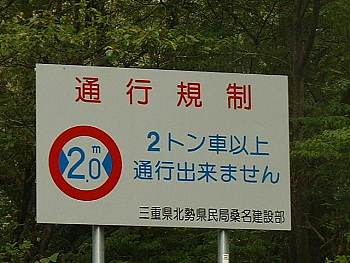 通行規制
2.0m
2トン車以上
通行出来ません
三重県北勢県民局桑名建設部